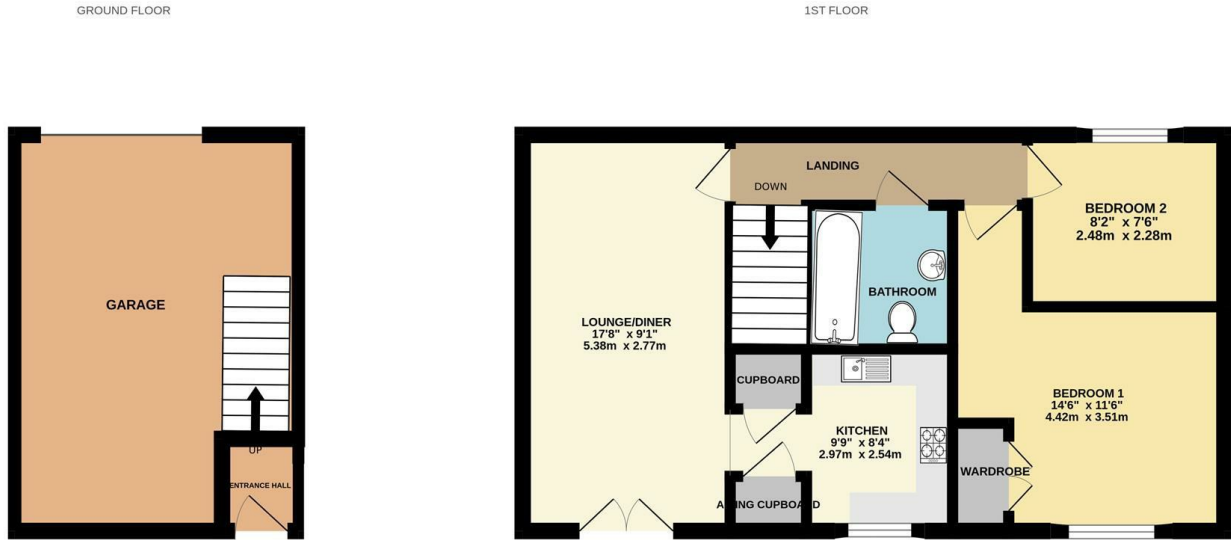 GROUND FLOOR
1ST FLOOR
LANDING
DOWN
BEDROOM 2
8'2" x 7'6"
2.48m x 2.28m
BATHROOM
GARAGE
LOUNGE/DINER
17'8" x 9'1"
5.38m x 2.77m
CUPBOARD
BEDROOM 1
14'6" x 11'6"
4.42m x 3.51m
KITCHEN
9'9" x 8'4"
2.97m x 2.54m
UP
WARDROBE
ENTRANCE HALL
AIRING CUPBOARD